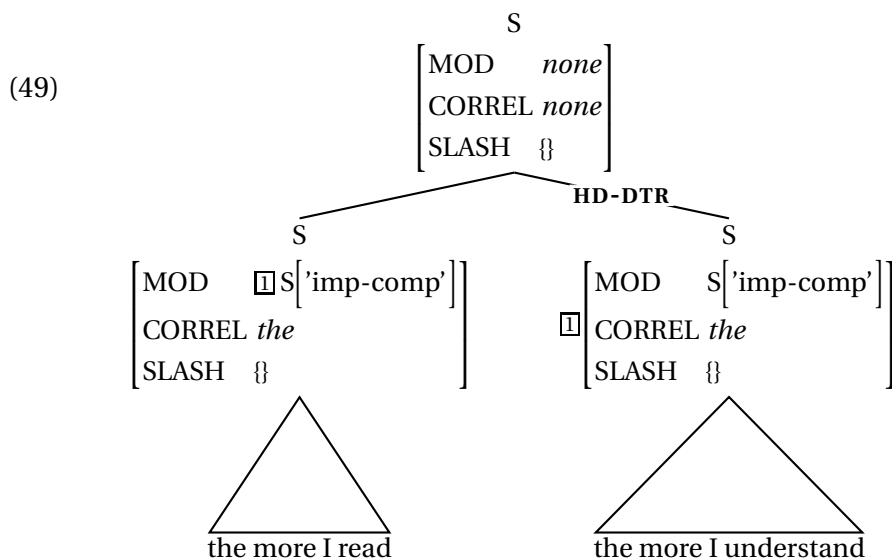 (49)
S
MOD none
CORREL none
SLASH {}
HD-DTR
S S
MOD 1 S['imp-comp'] MOD S['imp-comp']
CORREL the 1 CORREL the
SLASH {} SLASH {}
the more I read the more I understand